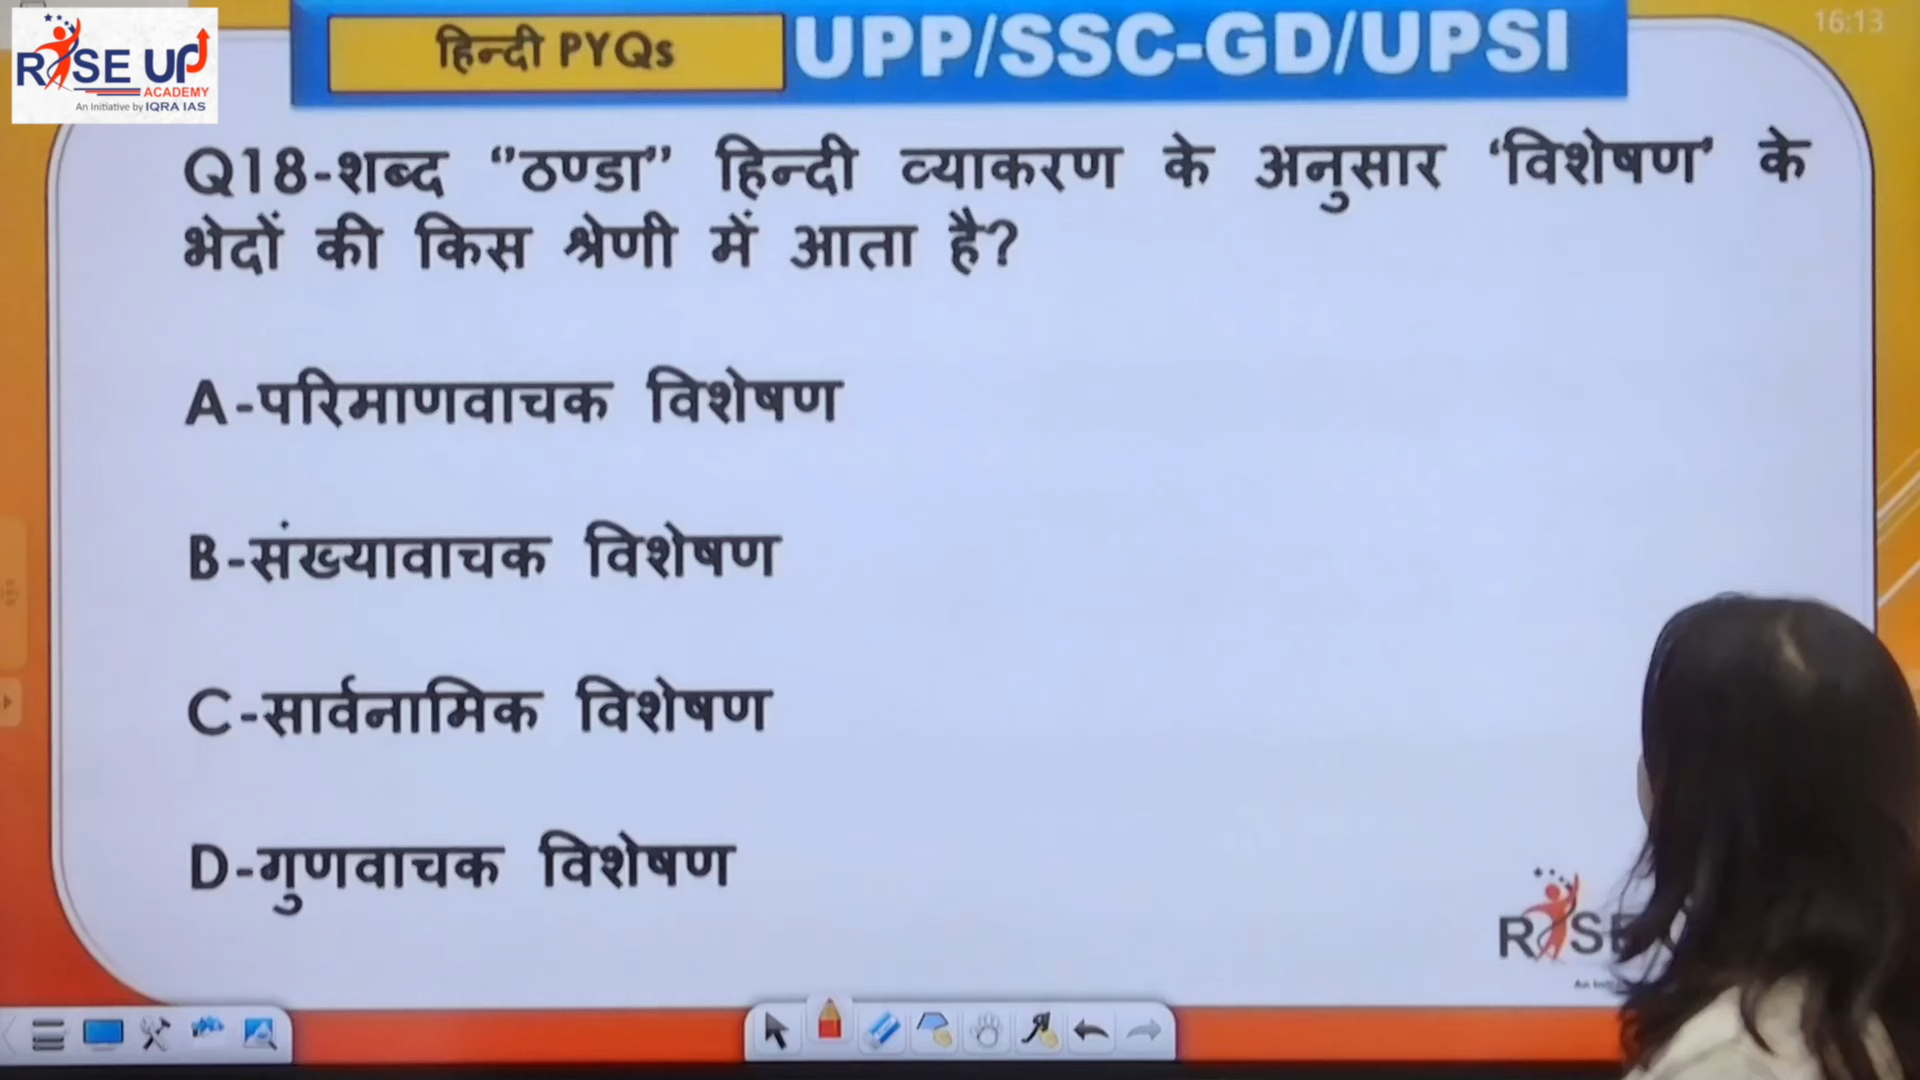 RISE UP
ACADEMY
An Initiative by IQRA IAS
हिन्दी PYQs
UPP/SSC-GD/UPSI
16:13
Q18-शब्द “ठण्डा” हिन्दी व्याकरण के अनुसार ‘विशेषण’ के
भेदों की किस श्रेणी में आता है?
A-परिमाणवाचक विशेषण
B-संख्यावाचक विशेषण
C-सार्वनामिक विशेषण
D-गुणवाचक विशेषण